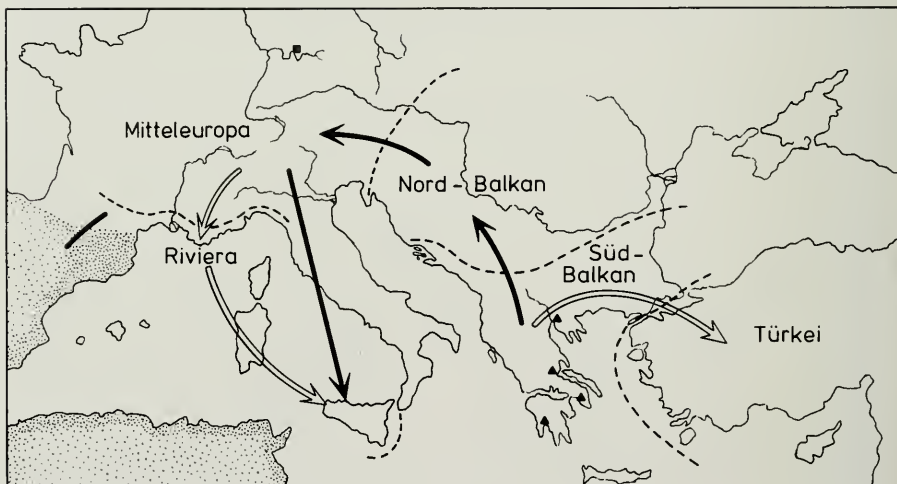 Mitteleuropa
Nord-Balkan
Riviera
Süd-
Balkan
Türkei